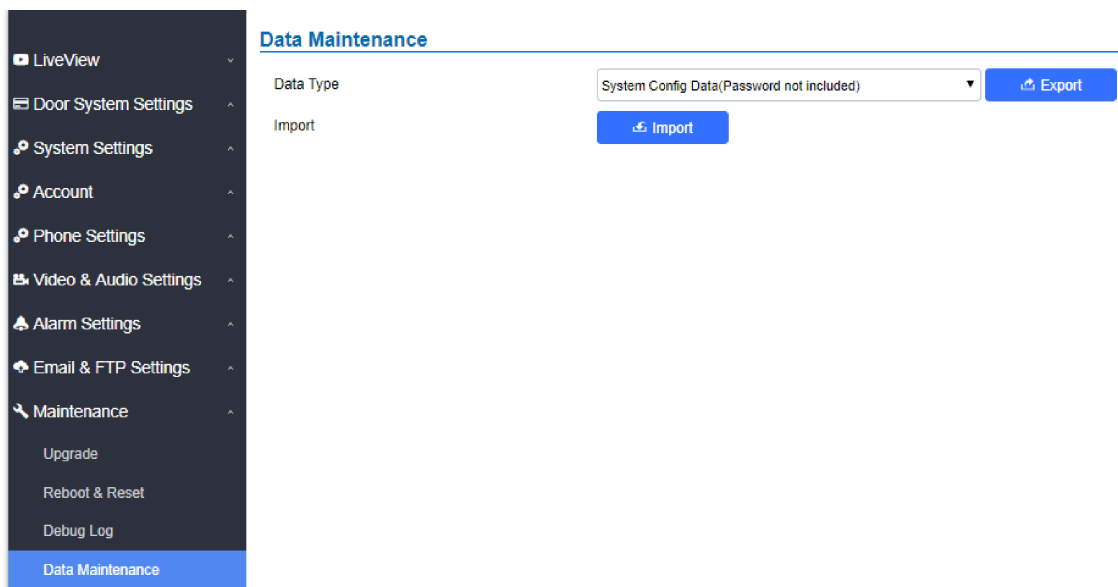 LiveView
Door System Settings
System Settings
Account
Phone Settings
Video & Audio Settings
Alarm Settings
Email & FTP Settings
Maintenance
Upgrade
Reboot & Reset
Debug Log
Data Maintenance
Data Maintenance
Data Type System Config Data(Password not included) Export
Import Import